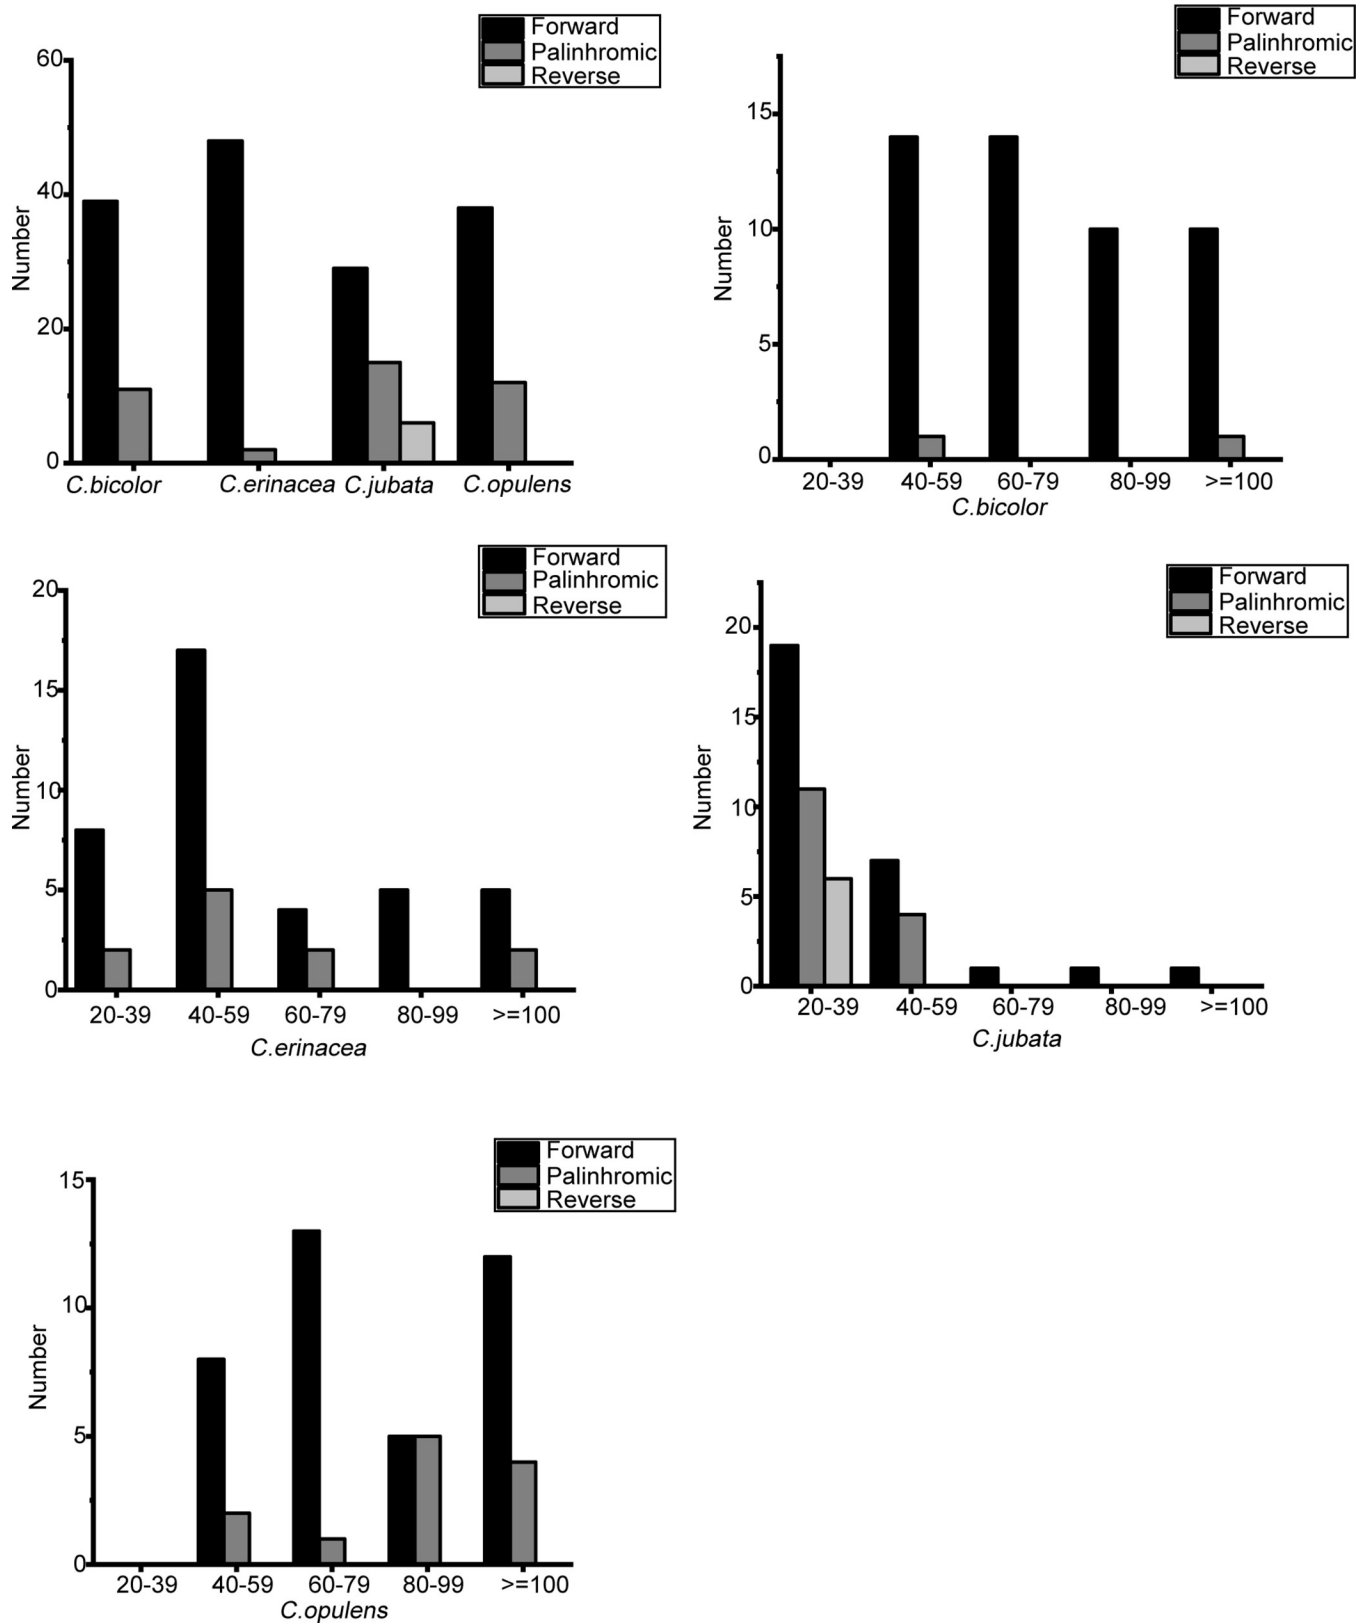 Forward
Palinhromic
Reverse
60
40
20
0
Number
C.bicolor C.erinacea C.jubata C.opulens
Forward
Palinhromic
Reverse
15
10
5
0
Number
20-39 40-59 60-79 80-99 >=100
C.bicolor
Forward
Palinhromic
Reverse
20
15
10
5
0
Number
20-39 40-59 60-79 80-99 >=100
C.erinacea
Forward
Palinhromic
Reverse
20
15
10
5
0
Number
20-39 40-59 60-79 80-99 >=100
C.jubata
Forward
Palinhromic
Reverse
15
10
5
0
Number
20-39 40-59 60-79 80-99 >=100
C.opulens